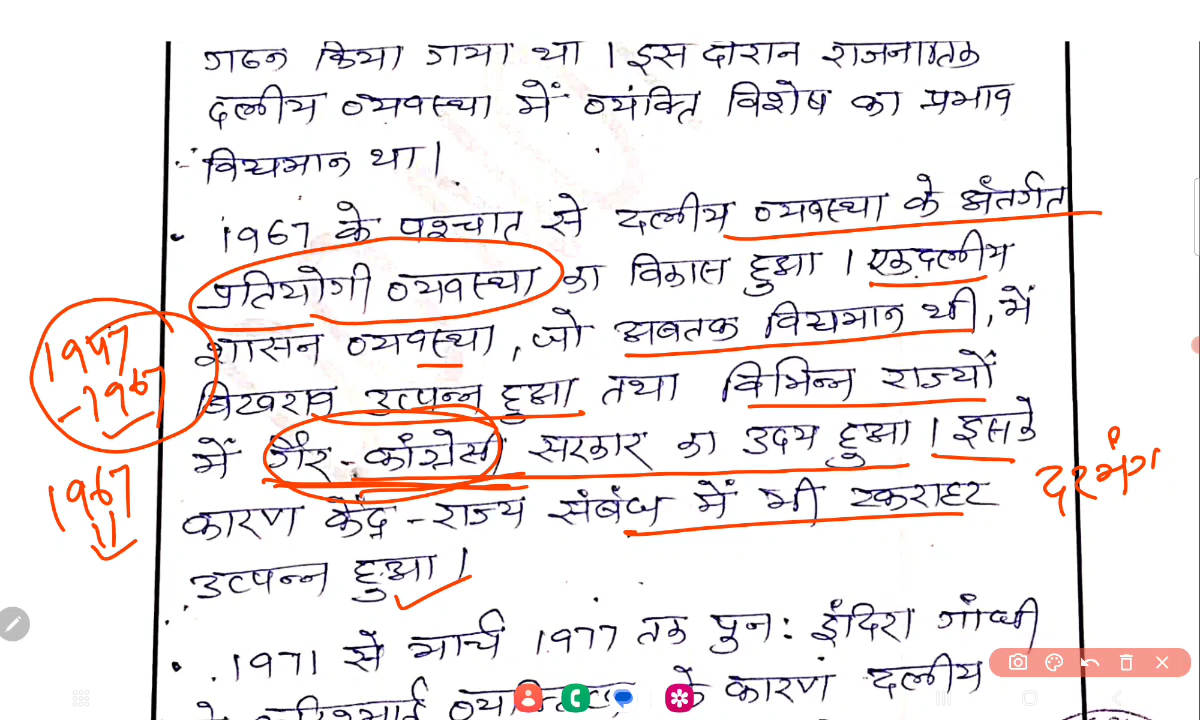 गठन किया गया था । इस दौरान राजनीतिक
दलीय व्यवस्था में व्यक्ति विशेष का प्रभाव
विद्यमान था।
• 1967 के पश्चात से दलीय व्यवस्था के अंतर्गत
प्रतियोगी व्यवस्था का विकास हुआ । एकदलीय
शासन व्यवस्था, जो अबतक विद्यमान थी, में
बिखराव उत्पन्न हुआ तथा विभिन्न राज्यों
में गैर-कांग्रेसी सरकार का उदय हुआ । इसके
कारण केंद्र-राज्य संबंध में भी टकराहट
उत्पन्न हुआ ।
• 1971 से मार्च 1977 तक पुन: इंदिरा गांधी
के कारण दलीय
1947
-1967
1967